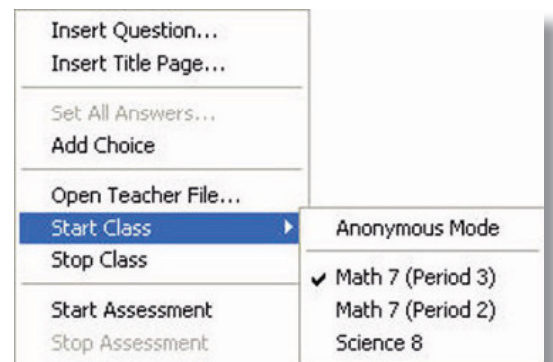 Insert Question...
Insert Title Page...
Set All Answers...
Add Choice
Open Teacher File...
Start Class
Stop Class
Start Assessment
Stop Assessment
Anonymous Mode
Math 7 (Period 3)
Math 7 (Period 2)
Science 8